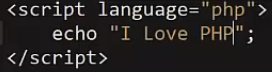 <script language="php">
    echo "I Love PHP";
</script>